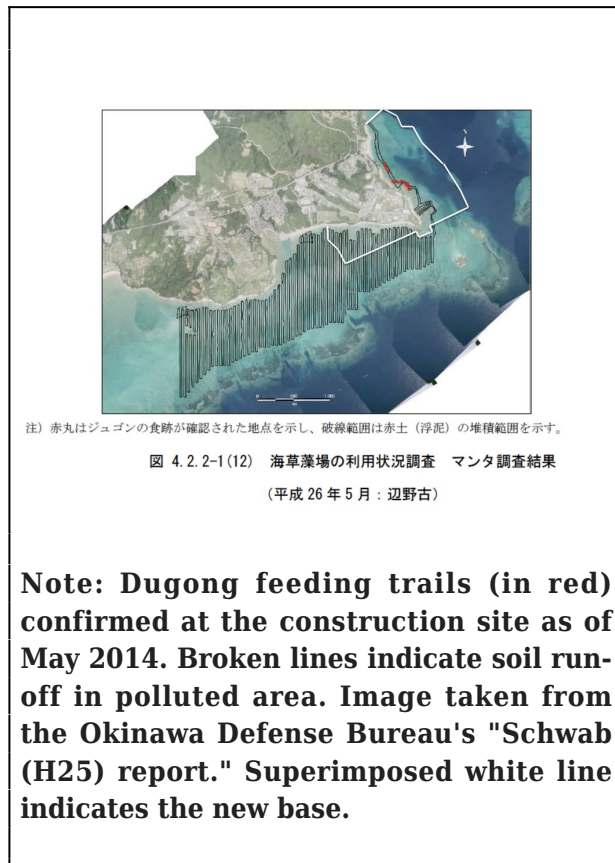 注）赤丸はジュゴンの食跡が確認された地点を示し、破線範囲は赤土（浮泥）の堆積範囲を示す。
図 4.2.2-1(12) 海草藻場の利用状況調査 マンタ調査結果
（平成 26 年 5 月：辺野古）
Note: Dugong feeding trails (in red)
confirmed at the construction site as of
May 2014. Broken lines indicate soil run-
off in polluted area. Image taken from
the Okinawa Defense Bureau's "Schwab
(H25) report." Superimposed white line
indicates the new base.